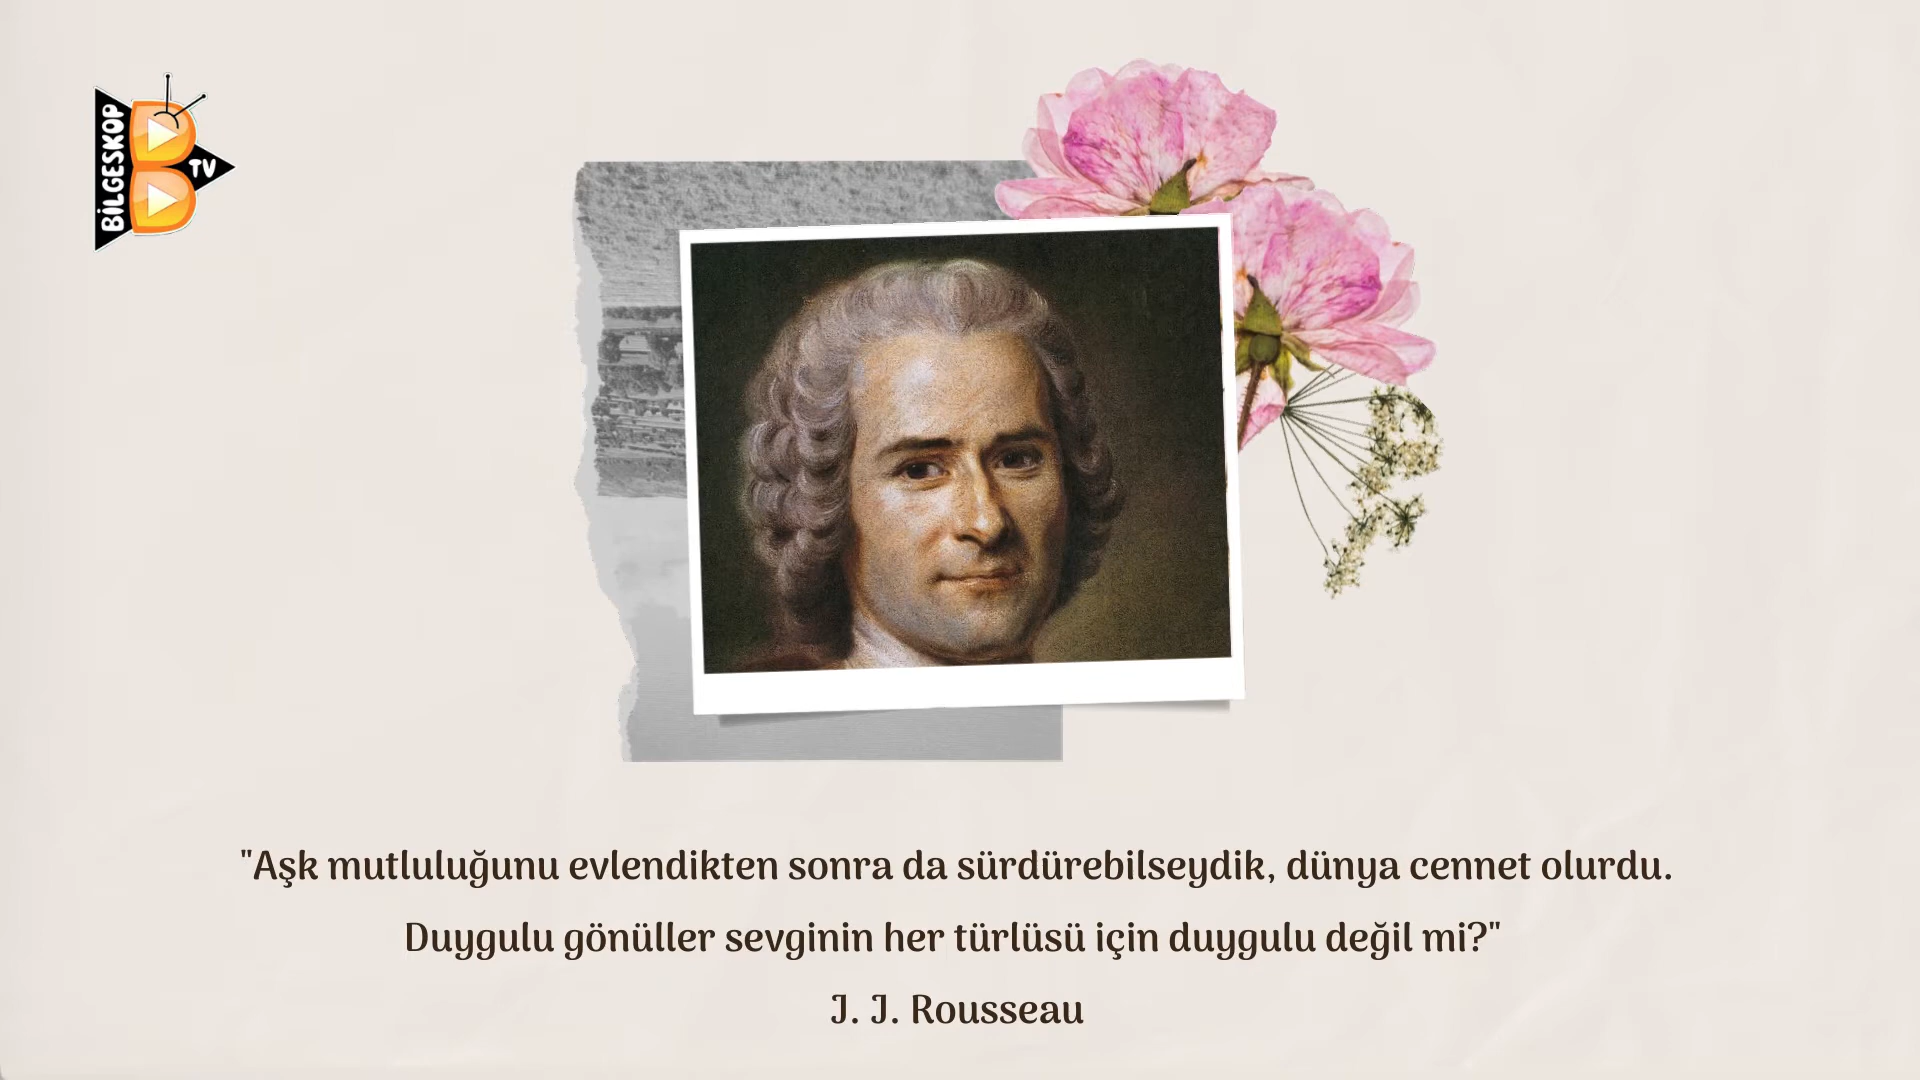 BİLGESKOP
TV
"Aşk mutluluğunu evlendikten sonra da sürdürebilseydik, dünya cennet olurdu.
Duygulu gönüller sevginin her türlüsü için duygulu değil mi?"
J. J. Rousseau